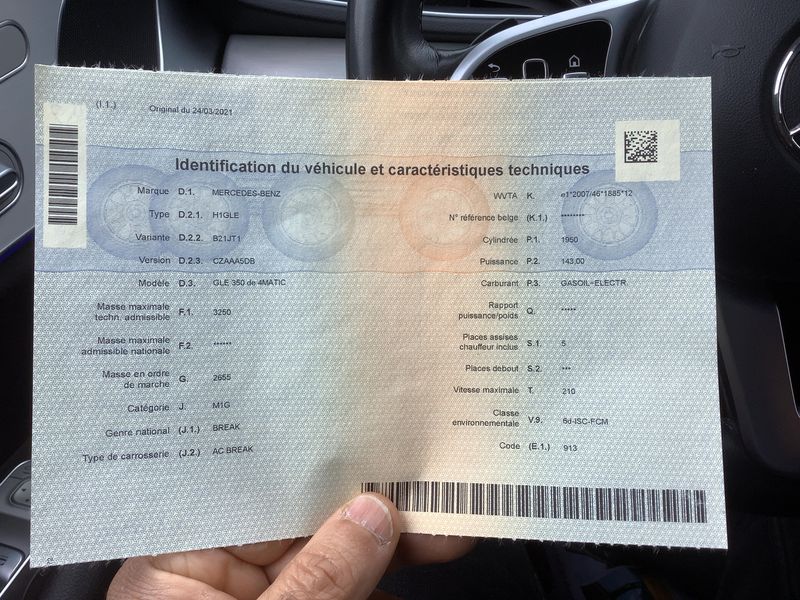 (I.1.) Original du 24/03/2021
Identification du véhicule et caractéristiques techniques
Marque D.1. MERCEDES-BENZ
Type D.2.1. H1GLE
Variante D.2.2. B21JT1
Version D.2.3. CZAAA5DB
Modèle D.3. GLE 350 de 4MATIC
Masse maximale
techn. admissible F.1. 3250
Masse maximale
admissible nationale F.2. ******
Masse en ordre
de marche G. 2655
Catégorie J. M1G
Genre national (J.1.) BREAK
Type de carrosserie (J.2.) AC BREAK
WVTA K. e1*2007/46*1885*12
N° référence belge (K.1.) ********
Cylindrée P.1. 1950
Puissance P.2. 143,00
Carburant P.3. GASOIL-ELECTR.
Rapport
puissance/poids Q. *****
Places assises
chauffeur inclus S.1. 5
Places debout S.2. ***
Vitesse maximale T. 210
Classe
environnementale V.9. 6d-ISC-FCM
Code (E.1.) 913